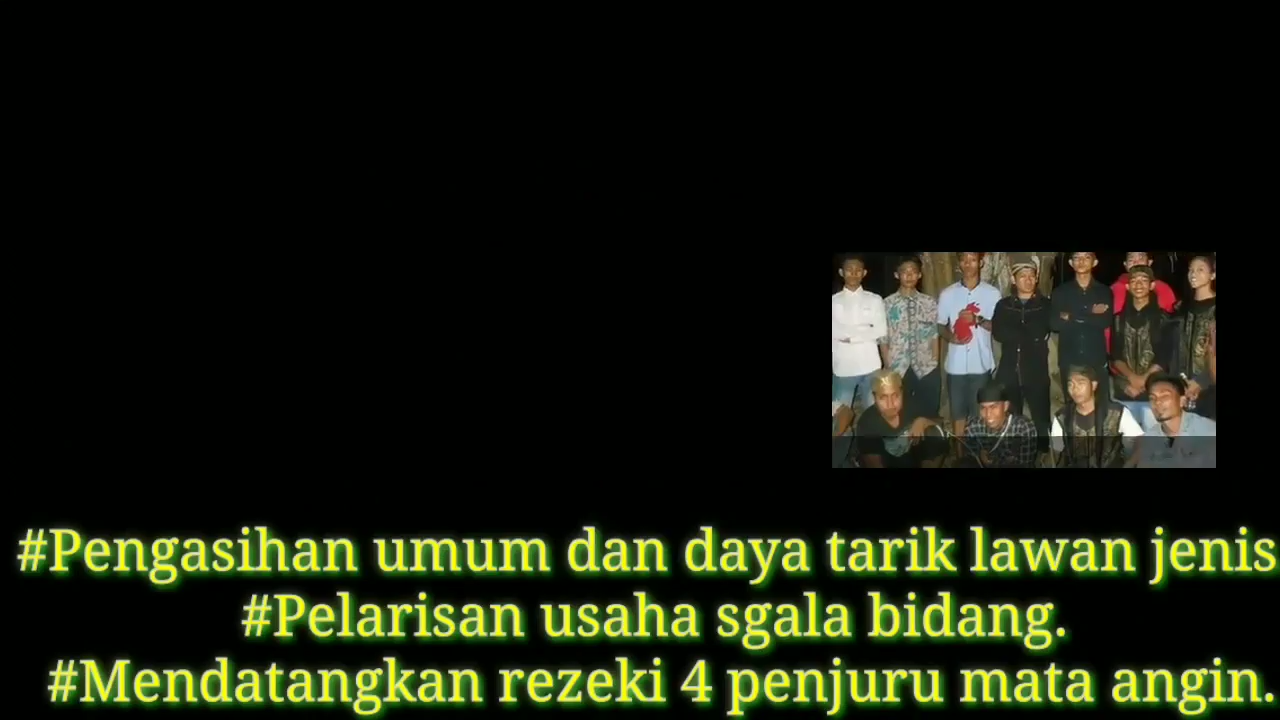 #Pengasihan umum dan daya tarik lawan jenis
#Pelarisan usaha sgala bidang.
#Mendatangkan rezeki 4 penjuru mata angin.